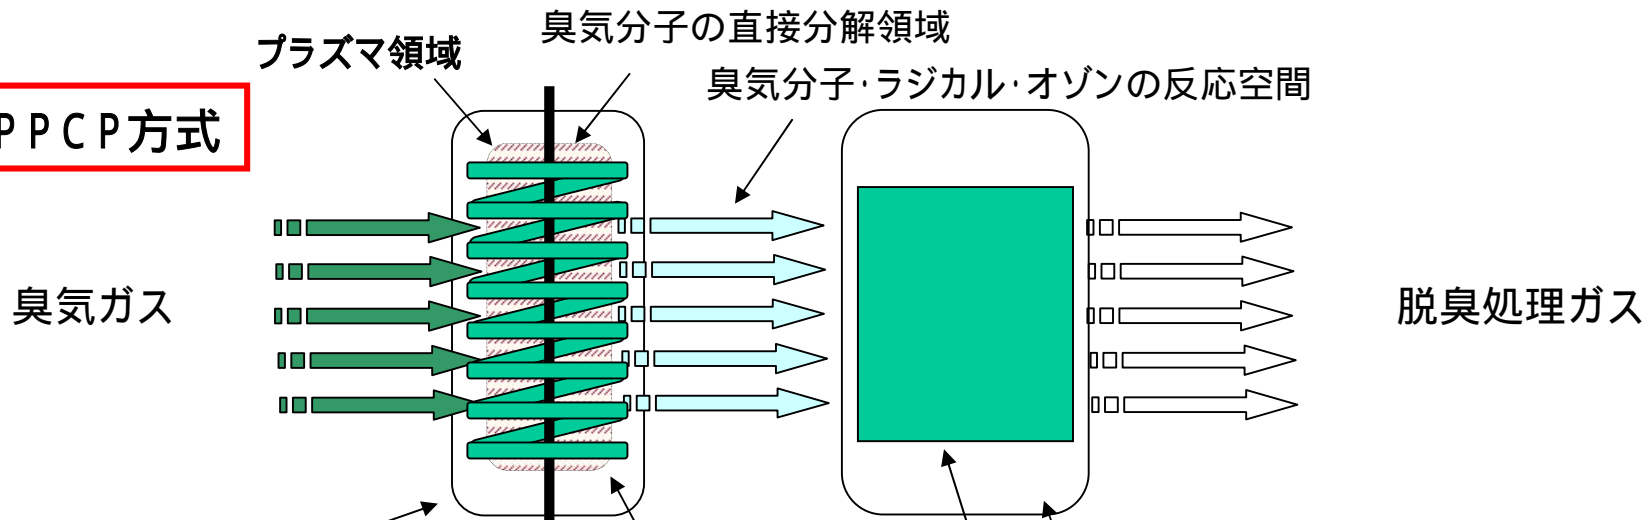 臭気分子の直接分解領域
プラズマ領域
臭気分子・ラジカル・オゾンの反応空間
PPCP方式
臭気ガス
脱臭処理ガス